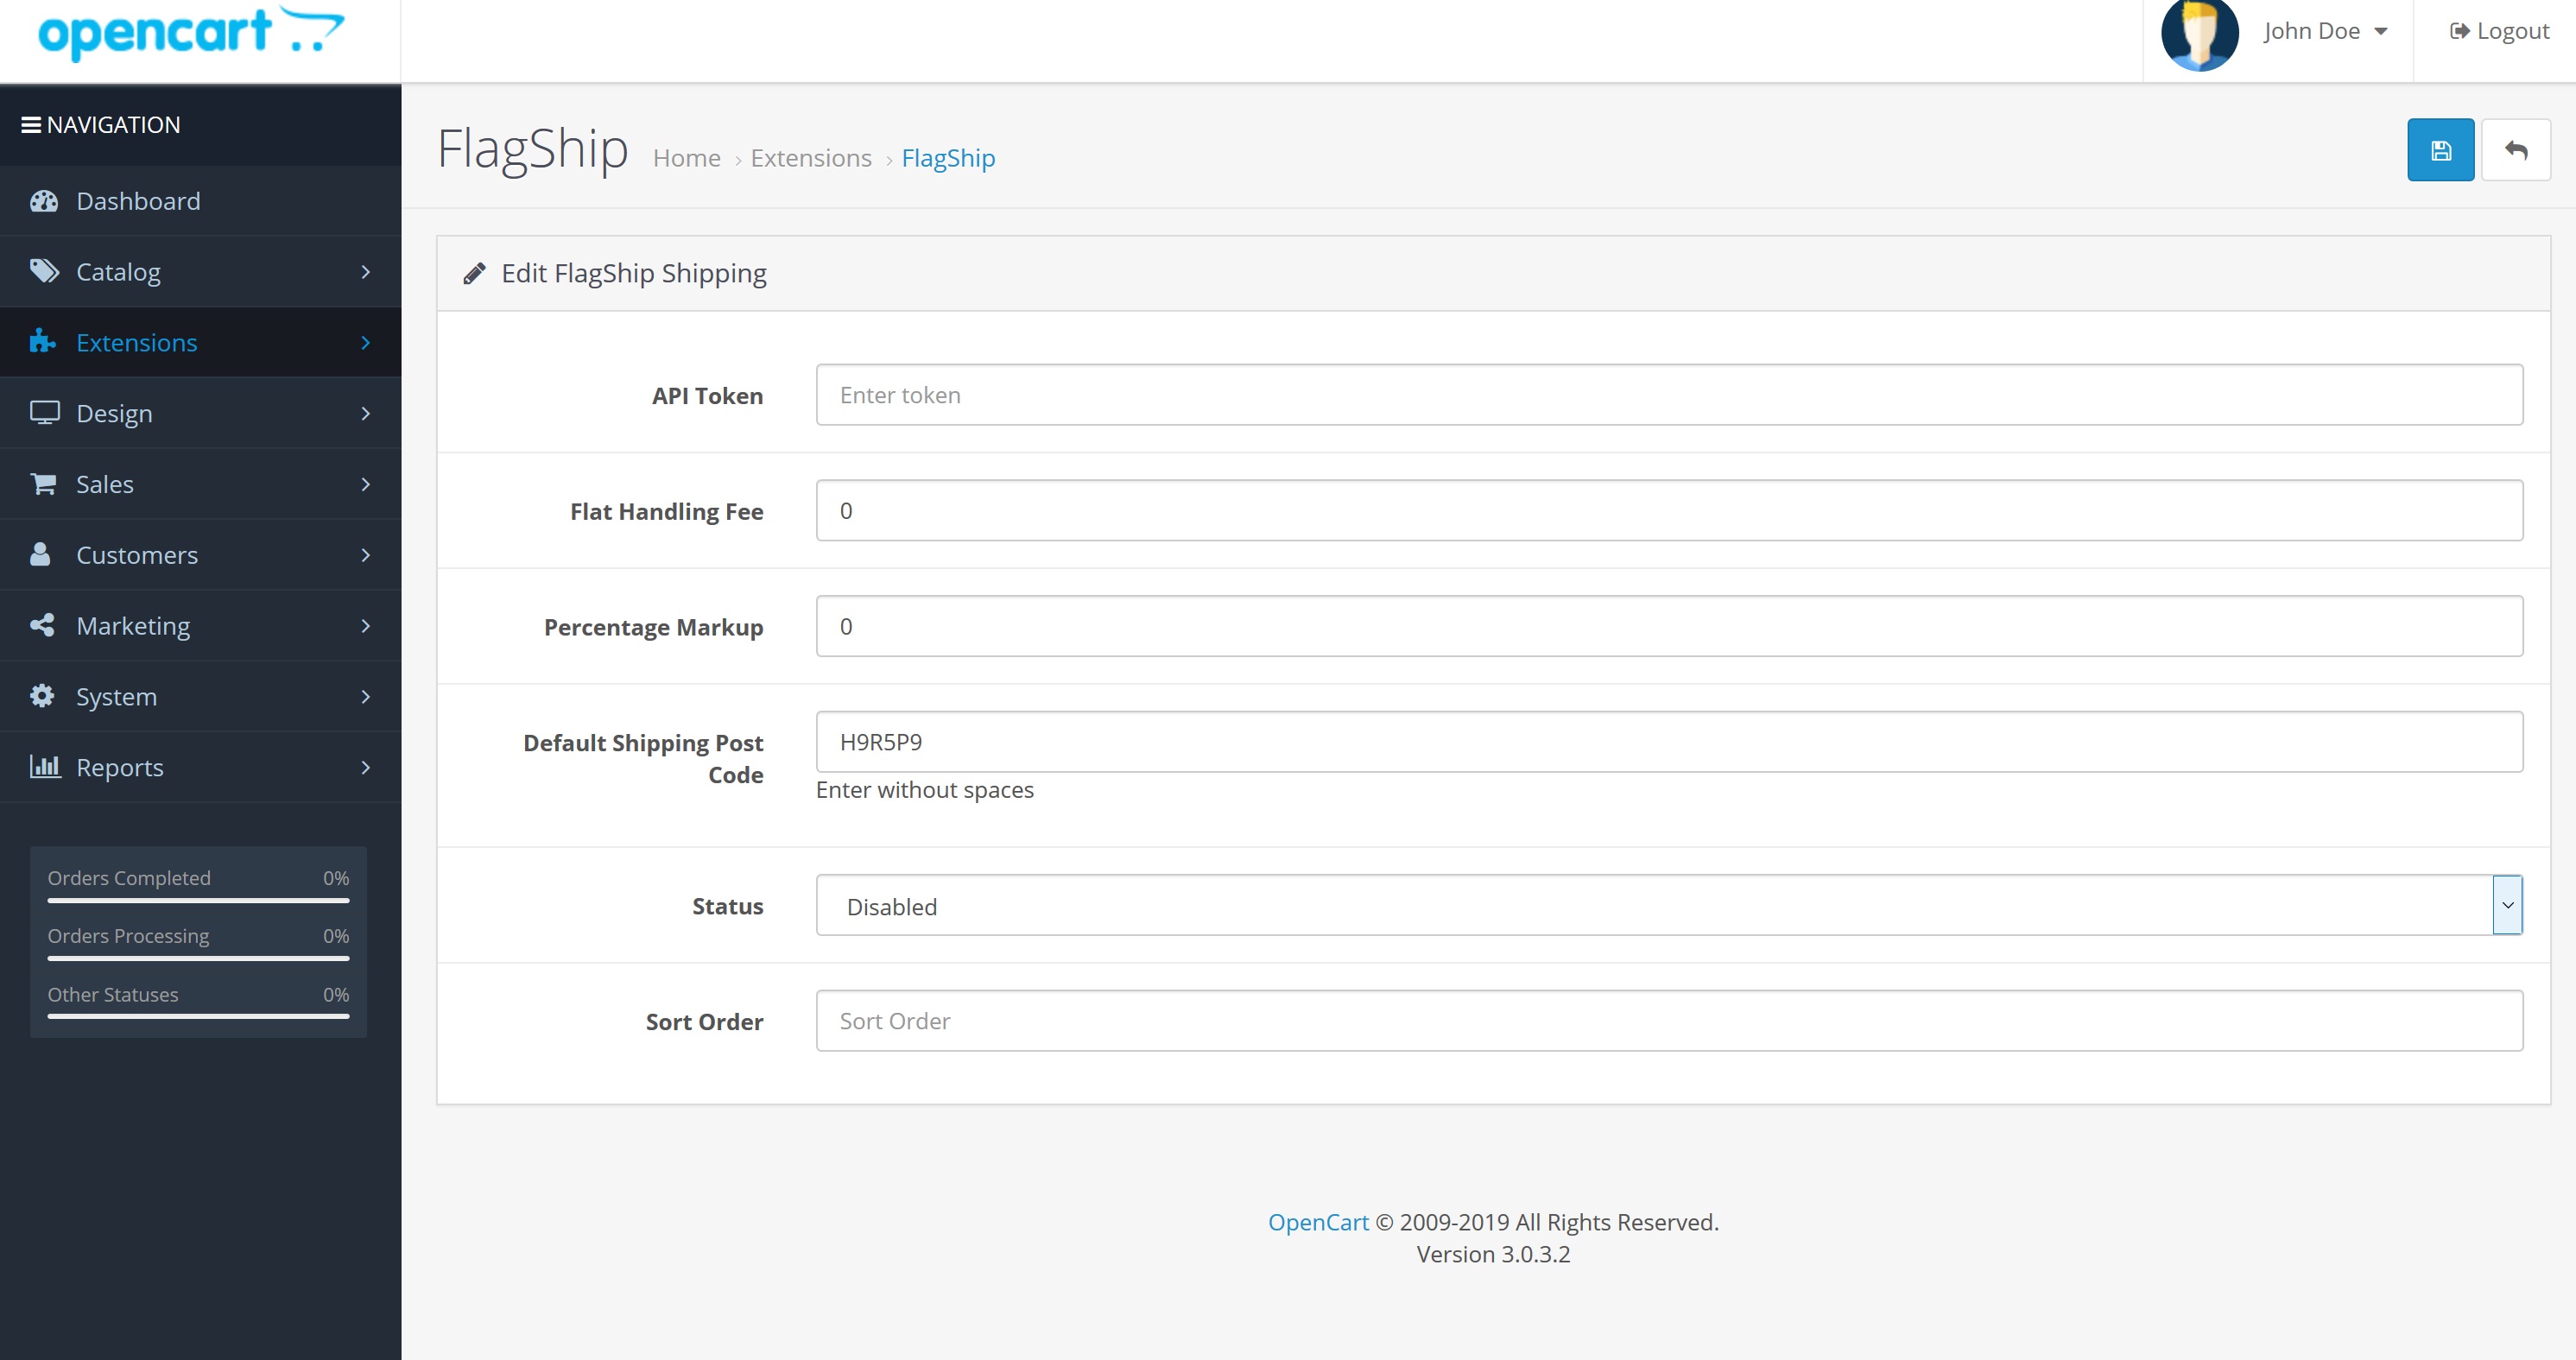 opencart
John Doe
Logout
NAVIGATION
Dashboard
Catalog
Extensions
Design
Sales
Customers
Marketing
System
Reports
Orders Completed 0%
Orders Processing 0%
Other Statuses 0%
FlagShip Home › Extensions › FlagShip
Edit FlagShip Shipping
API Token Enter token
Flat Handling Fee 0
Percentage Markup 0
Default Shipping Post
Code
H9R5P9
Enter without spaces
Status Disabled
Sort Order Sort Order
OpenCart © 2009-2019 All Rights Reserved.
Version 3.0.3.2